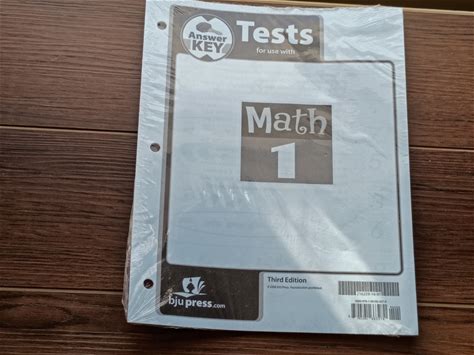 Answer KEY
Tests
for use with
Math
1
Third Edition
bju press.com